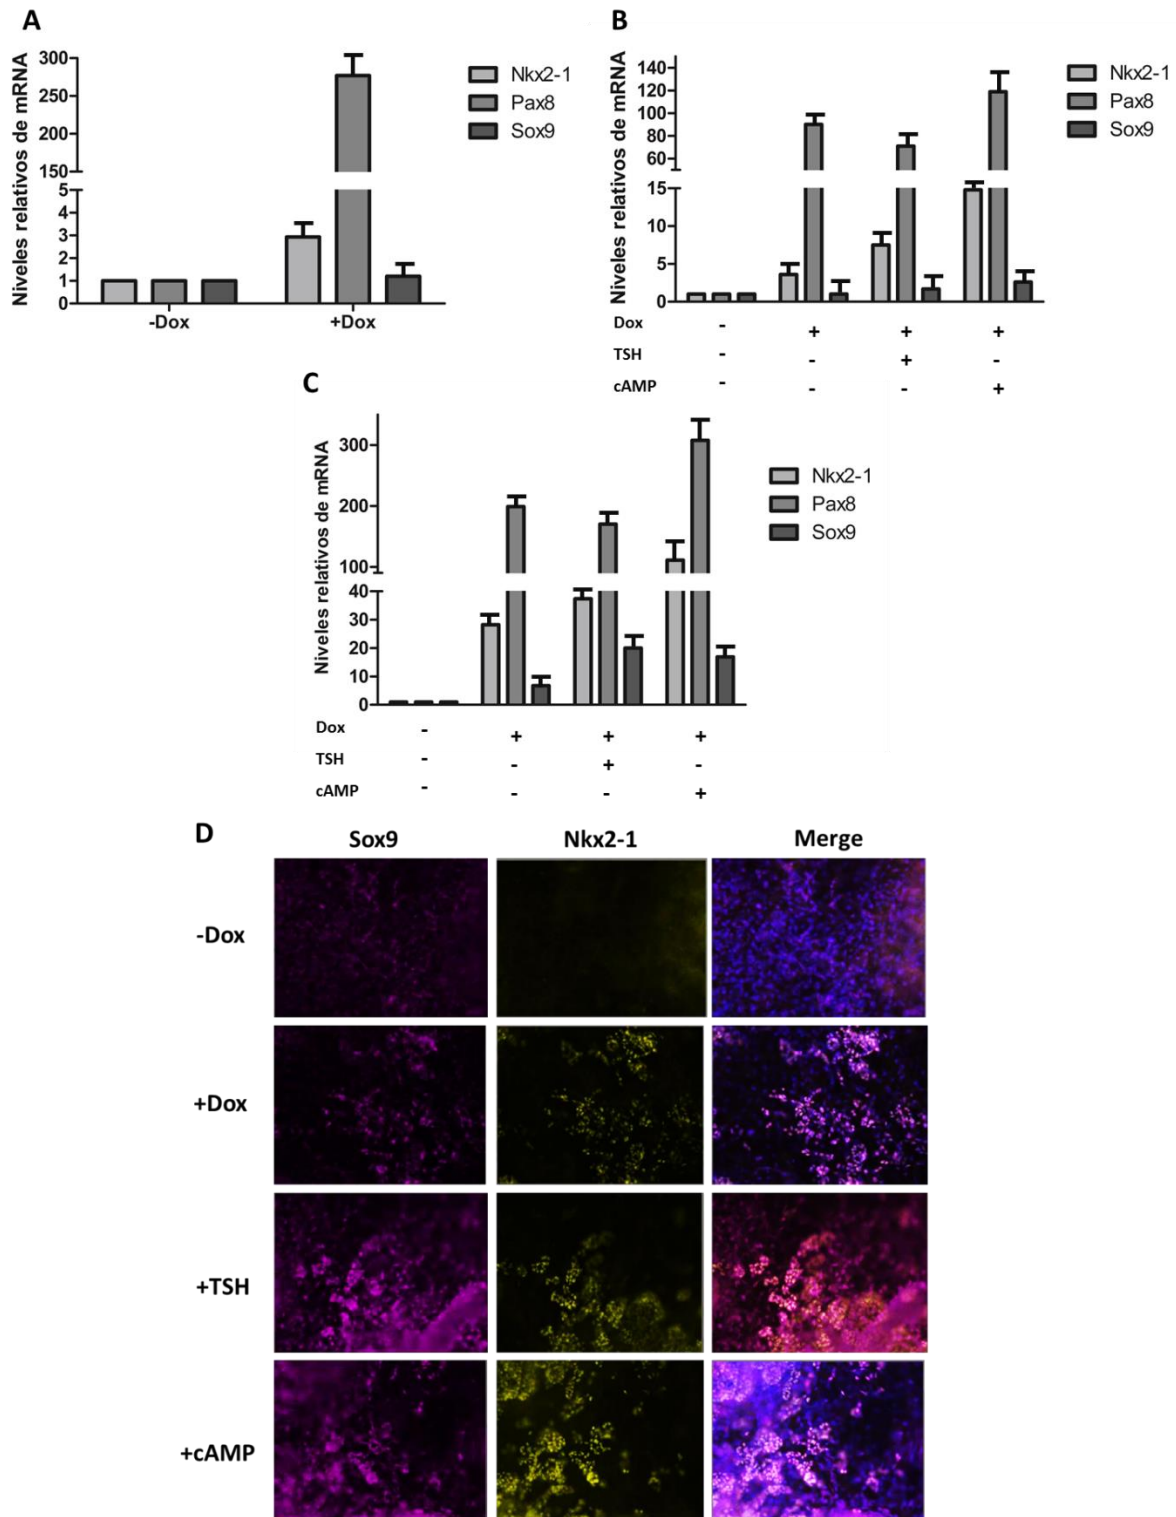 A
Niveles relativos de mRNA
300
250
200
150
5
4
3
2
1
0
-Dox +Dox
Nkx2-1
Pax8
Sox9
B
Niveles relativos de mRNA
140
120
100
80
60
15
10
5
0
Nkx2-1
Pax8
Sox9
Dox - + + +
TSH - - + -
cAMP - - - +
C
Niveles relativos de mRNA
300
200
100
40
30
20
10
0
Nkx2-1
Pax8
Sox9
Dox - + + +
TSH - - + -
cAMP - - - +
D
Sox9 Nkx2-1 Merge
-Dox
+Dox
+TSH
+cAMP